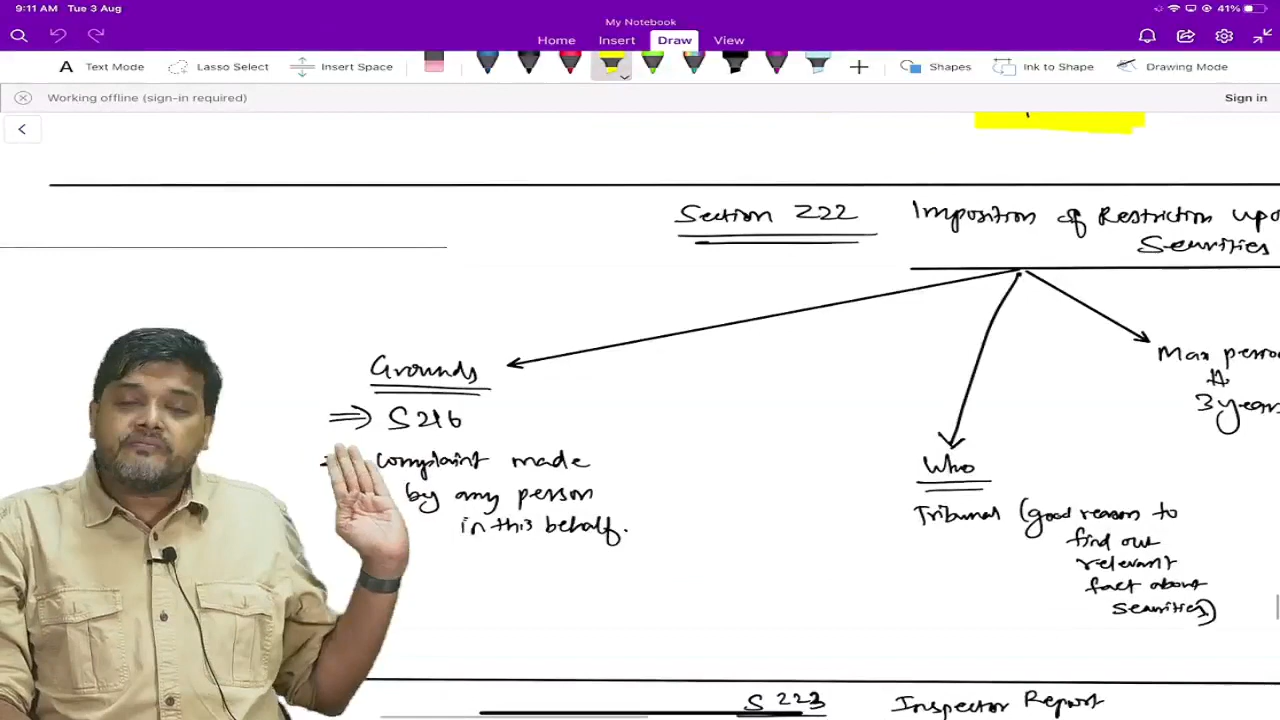 9:11 AM Tue 3 Aug
41%
My Notebook
Home Insert Draw View
Text Mode Lasso Select Insert Space + Shapes Ink to Shape Drawing Mode
Working offline (sign-in required) Sign in
Section 222 Imposition of Restriction upo
Securities
Grounds
⇒ S216
Complaint made
by any person
in this behalf.
Who
Tribunal (good reason to
find out
relevant
fact about
securities)
Max perso
3 years
S 223 Inspector Report